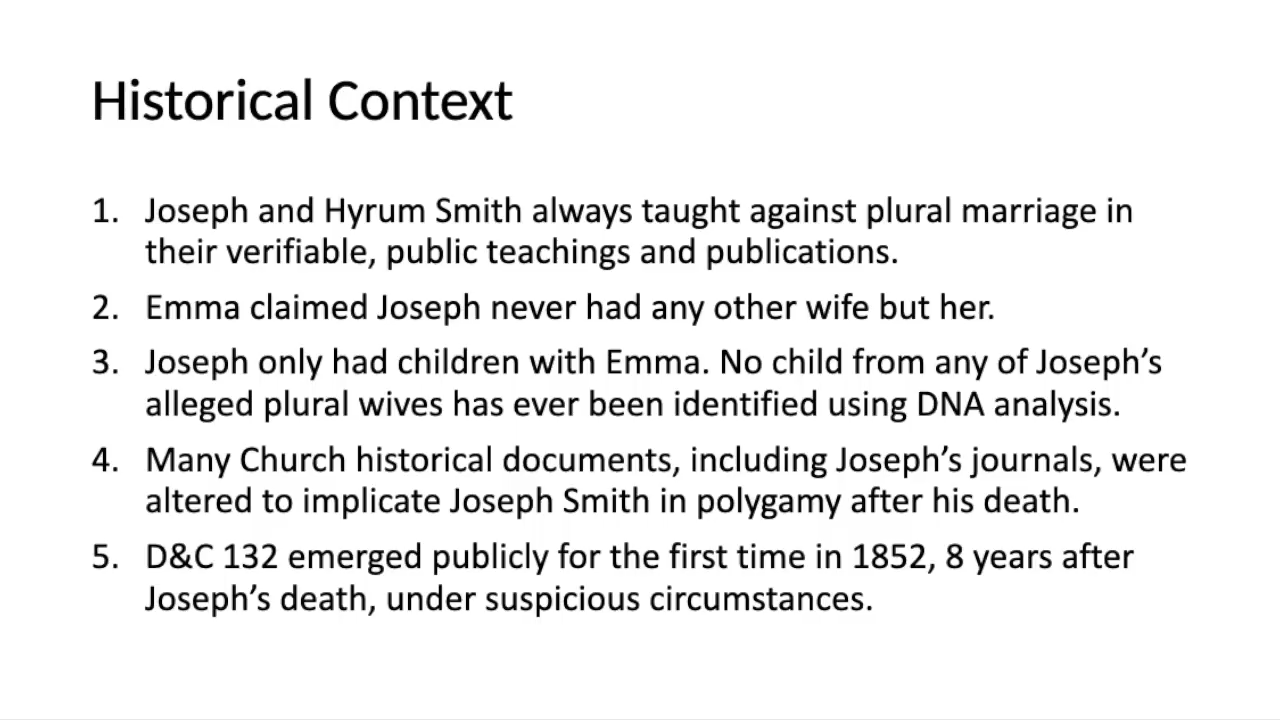 Historical Context
1. Joseph and Hyrum Smith always taught against plural marriage in
their verifiable, public teachings and publications.
2. Emma claimed Joseph never had any other wife but her.
3. Joseph only had children with Emma. No child from any of Joseph’s
alleged plural wives has ever been identified using DNA analysis.
4. Many Church historical documents, including Joseph’s journals, were
altered to implicate Joseph Smith in polygamy after his death.
5. D&C 132 emerged publicly for the first time in 1852, 8 years after
Joseph’s death, under suspicious circumstances.